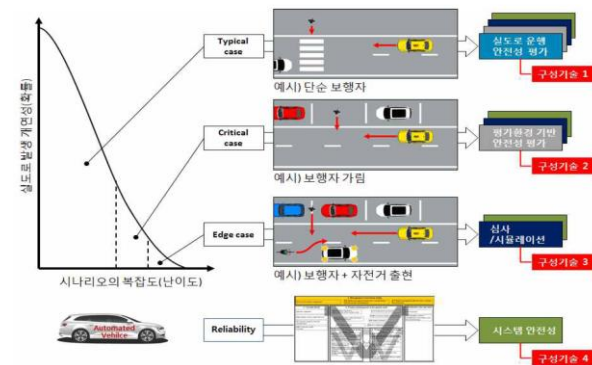 실도로 발생 개연성(확률)
시나리오의 복잡도(난이도)
Typical case
예시) 단순 보행자
실도로 운행
안전성 평가
구성기술 1
Critical case
예시) 보행자 가림
평가환경 기반
안전성 평가
구성기술 2
Edge case
예시) 보행자 + 자전거 출현
심사
/시뮬레이션
구성기술 3
Automated
Vehilce
Reliability
시스템 안전성
구성기술 4